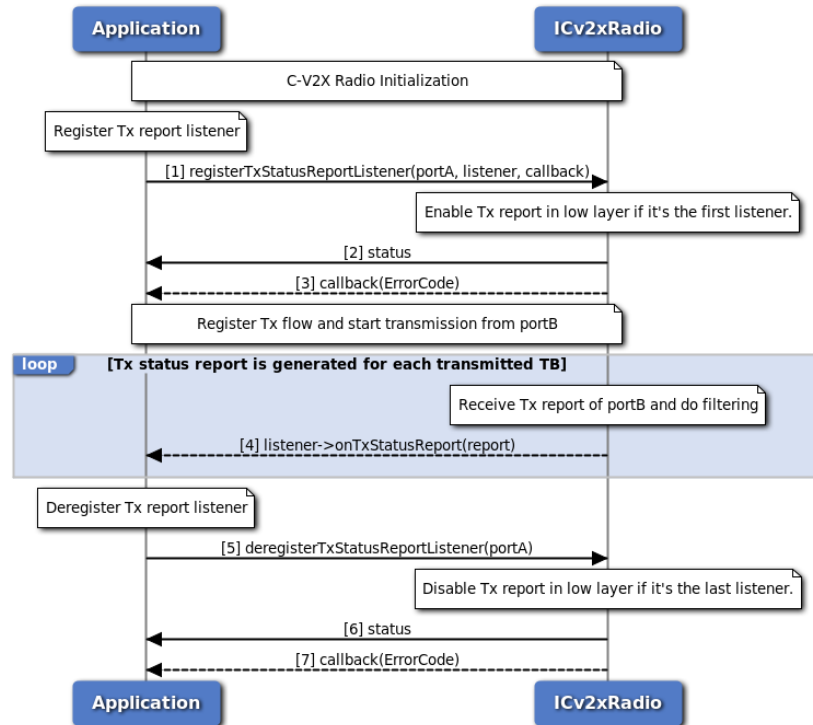 Application ICv2xRadio
C-V2X Radio Initialization
Register Tx report listener
[1] registerTxStatusReportListener(portA, listener, callback)
Enable Tx report in low layer if it's the first listener.
[2] status
[3] callback(ErrorCode)
Register Tx flow and start transmission from portB
loop [Tx status report is generated for each transmitted TB]
Receive Tx report of portB and do filtering
[4] listener->onTxStatusReport(report)
Deregister Tx report listener
[5] deregisterTxStatusReportListener(portA)
Disable Tx report in low layer if it's the last listener.
[6] status
[7] callback(ErrorCode)
Application ICv2xRadio